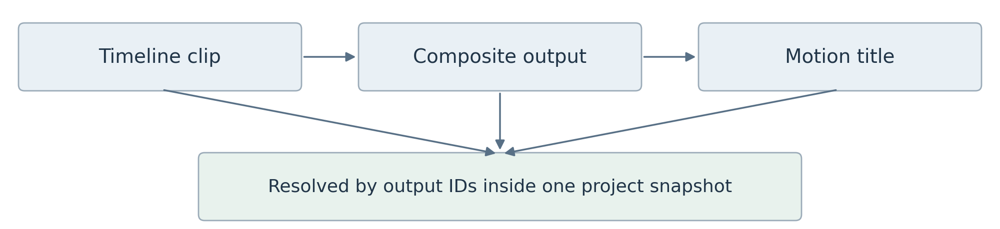 Timeline clip
Composite output
Motion title
Resolved by output IDs inside one project snapshot